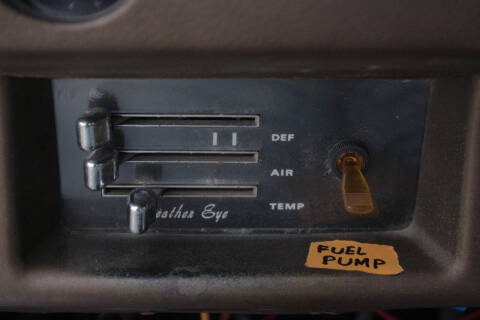 DEF
AIR
TEMP
eather Eye
FUEL
PUMP